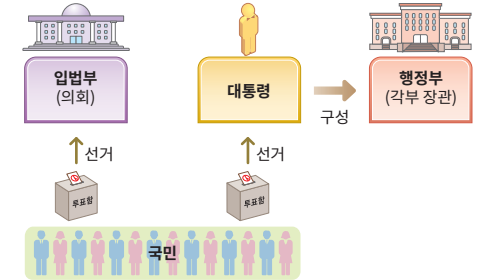 입법부
(의회)
대통령
행정부
(각부 장관)
구성
선거
선거
투표함
투표함
국민